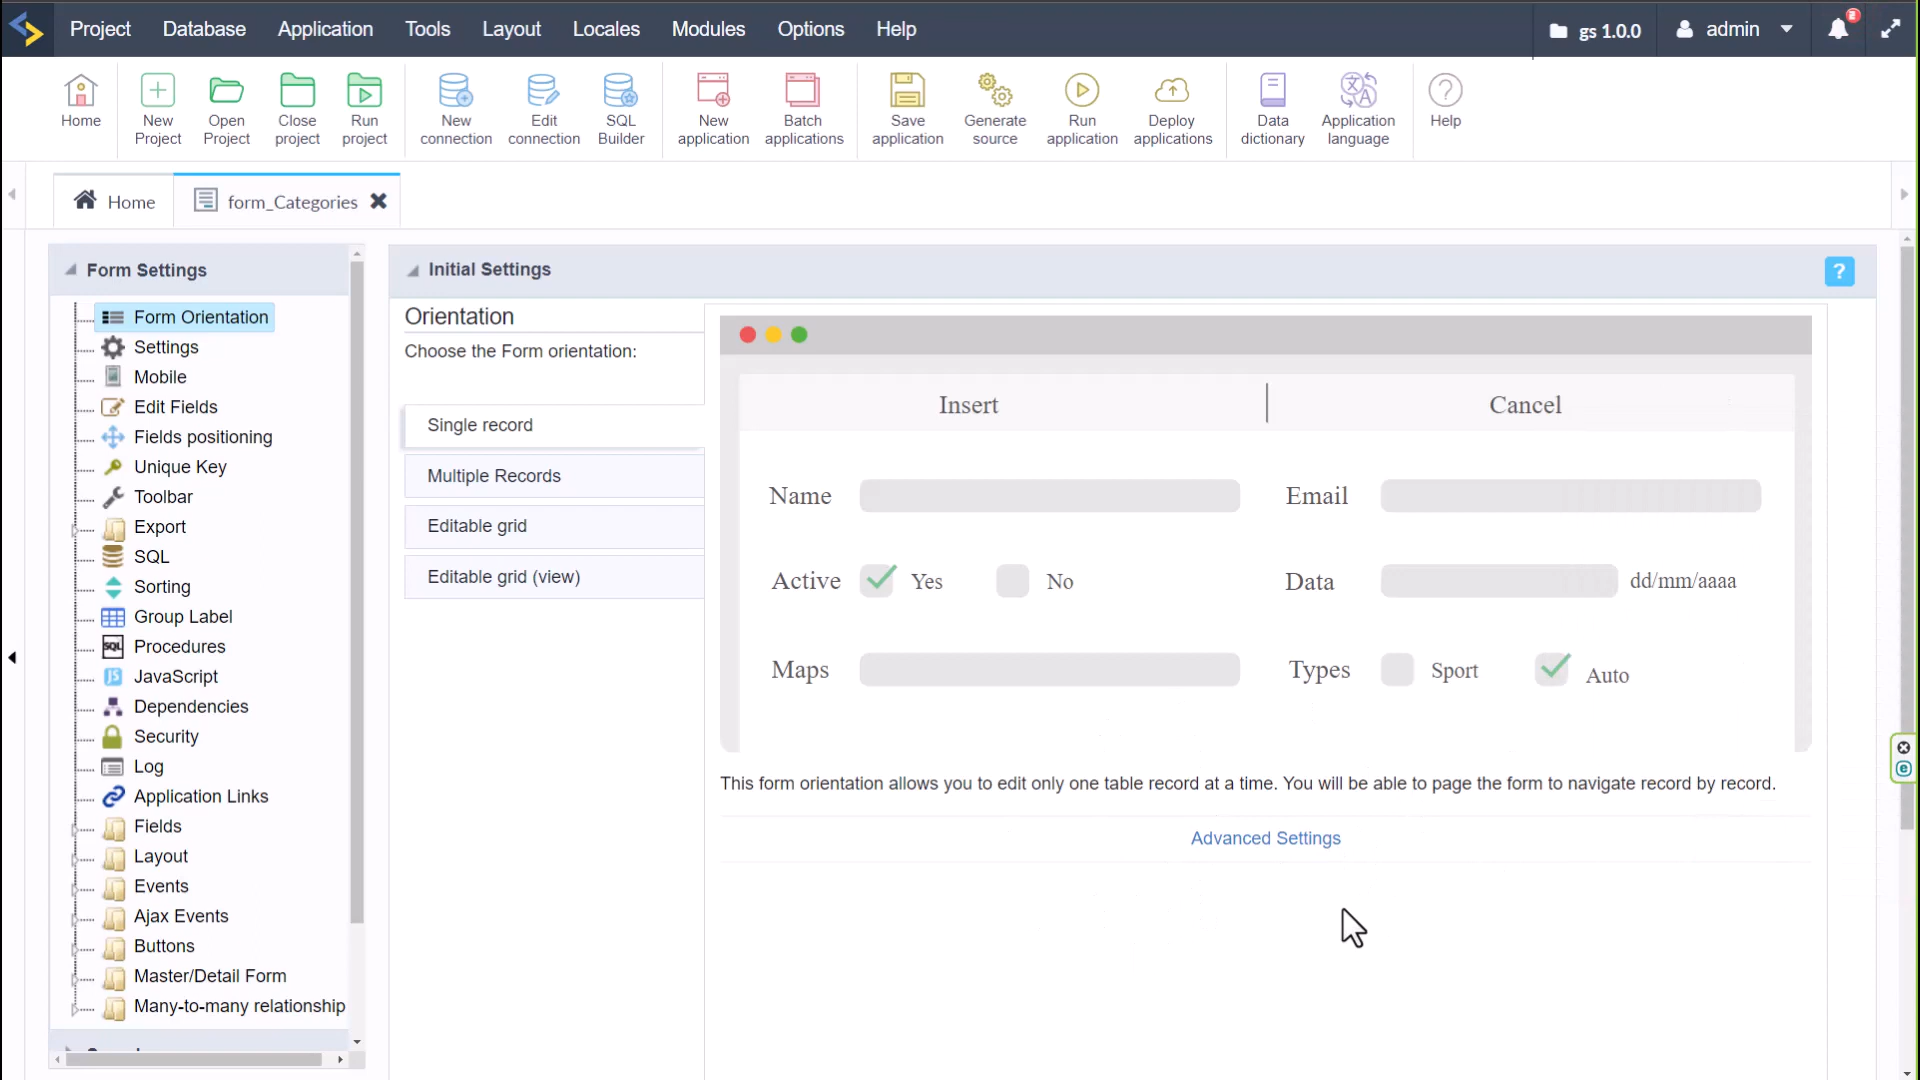 Project Database Application Tools Layout Locales Modules Options Help gs 1.0.0 admin 2
Home New Project Open Project Close project Run project New connection Edit connection SQL Builder New application Batch applications Save application Generate source Run application Deploy applications Data dictionary Application language Help
Home form_Categories
Form Settings
Form Orientation
Settings
Mobile
Edit Fields
Fields positioning
Unique Key
Toolbar
Export
SQL
Sorting
Group Label
SQL Procedures
JS JavaScript
Dependencies
Security
Log
Application Links
Fields
Layout
Events
Ajax Events
Buttons
Master/Detail Form
Many-to-many relationship
Initial Settings ?
Orientation
Choose the Form orientation:
Single record
Multiple Records
Editable grid
Editable grid (view)
Insert Cancel
Name Email
Active Yes No Data dd/mm/aaaa
Maps Types Sport Auto
This form orientation allows you to edit only one table record at a time. You will be able to page the form to navigate record by record.
Advanced Settings